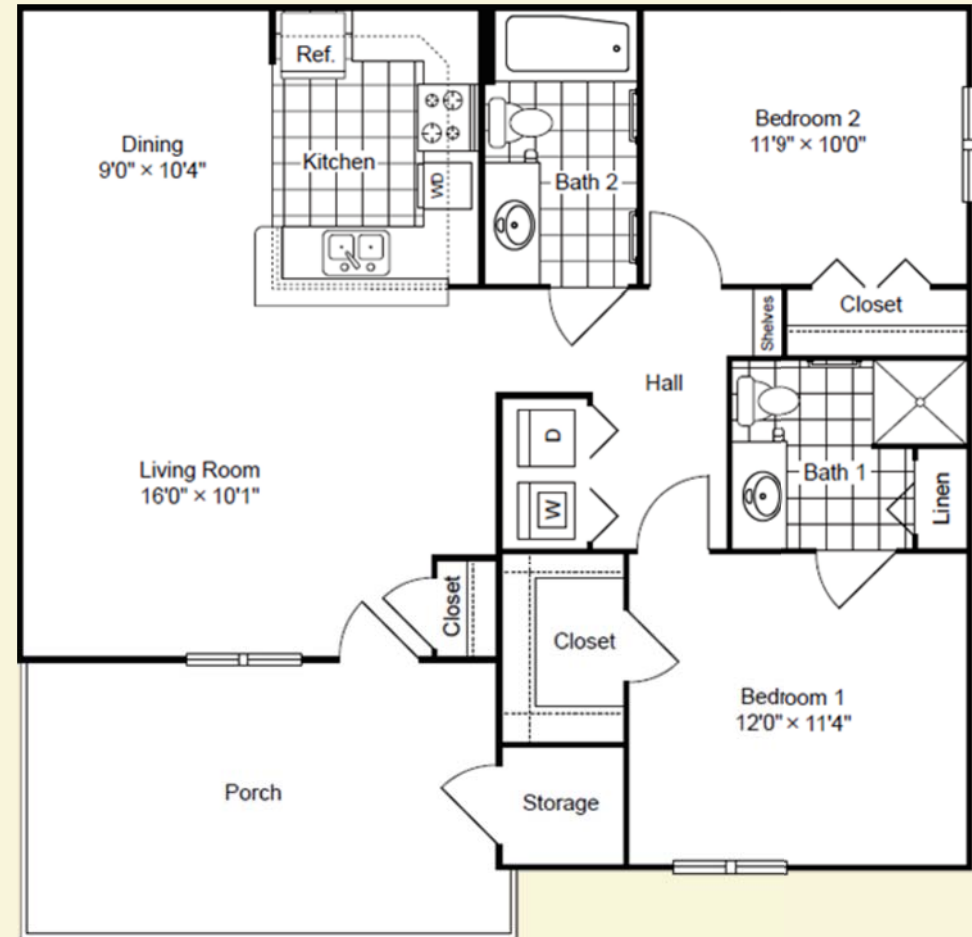 Ref.
Dining
9'0" × 10'4"
Kitchen
WD
Bath 2
Bedroom 2
11'9" × 10'0"
Closet
Shelves
Hall
D
W
Living Room
16'0" × 10'1"
Bath 1
Linen
Closet
Closet
Bedroom 1
12'0" × 11'4"
Porch
Storage